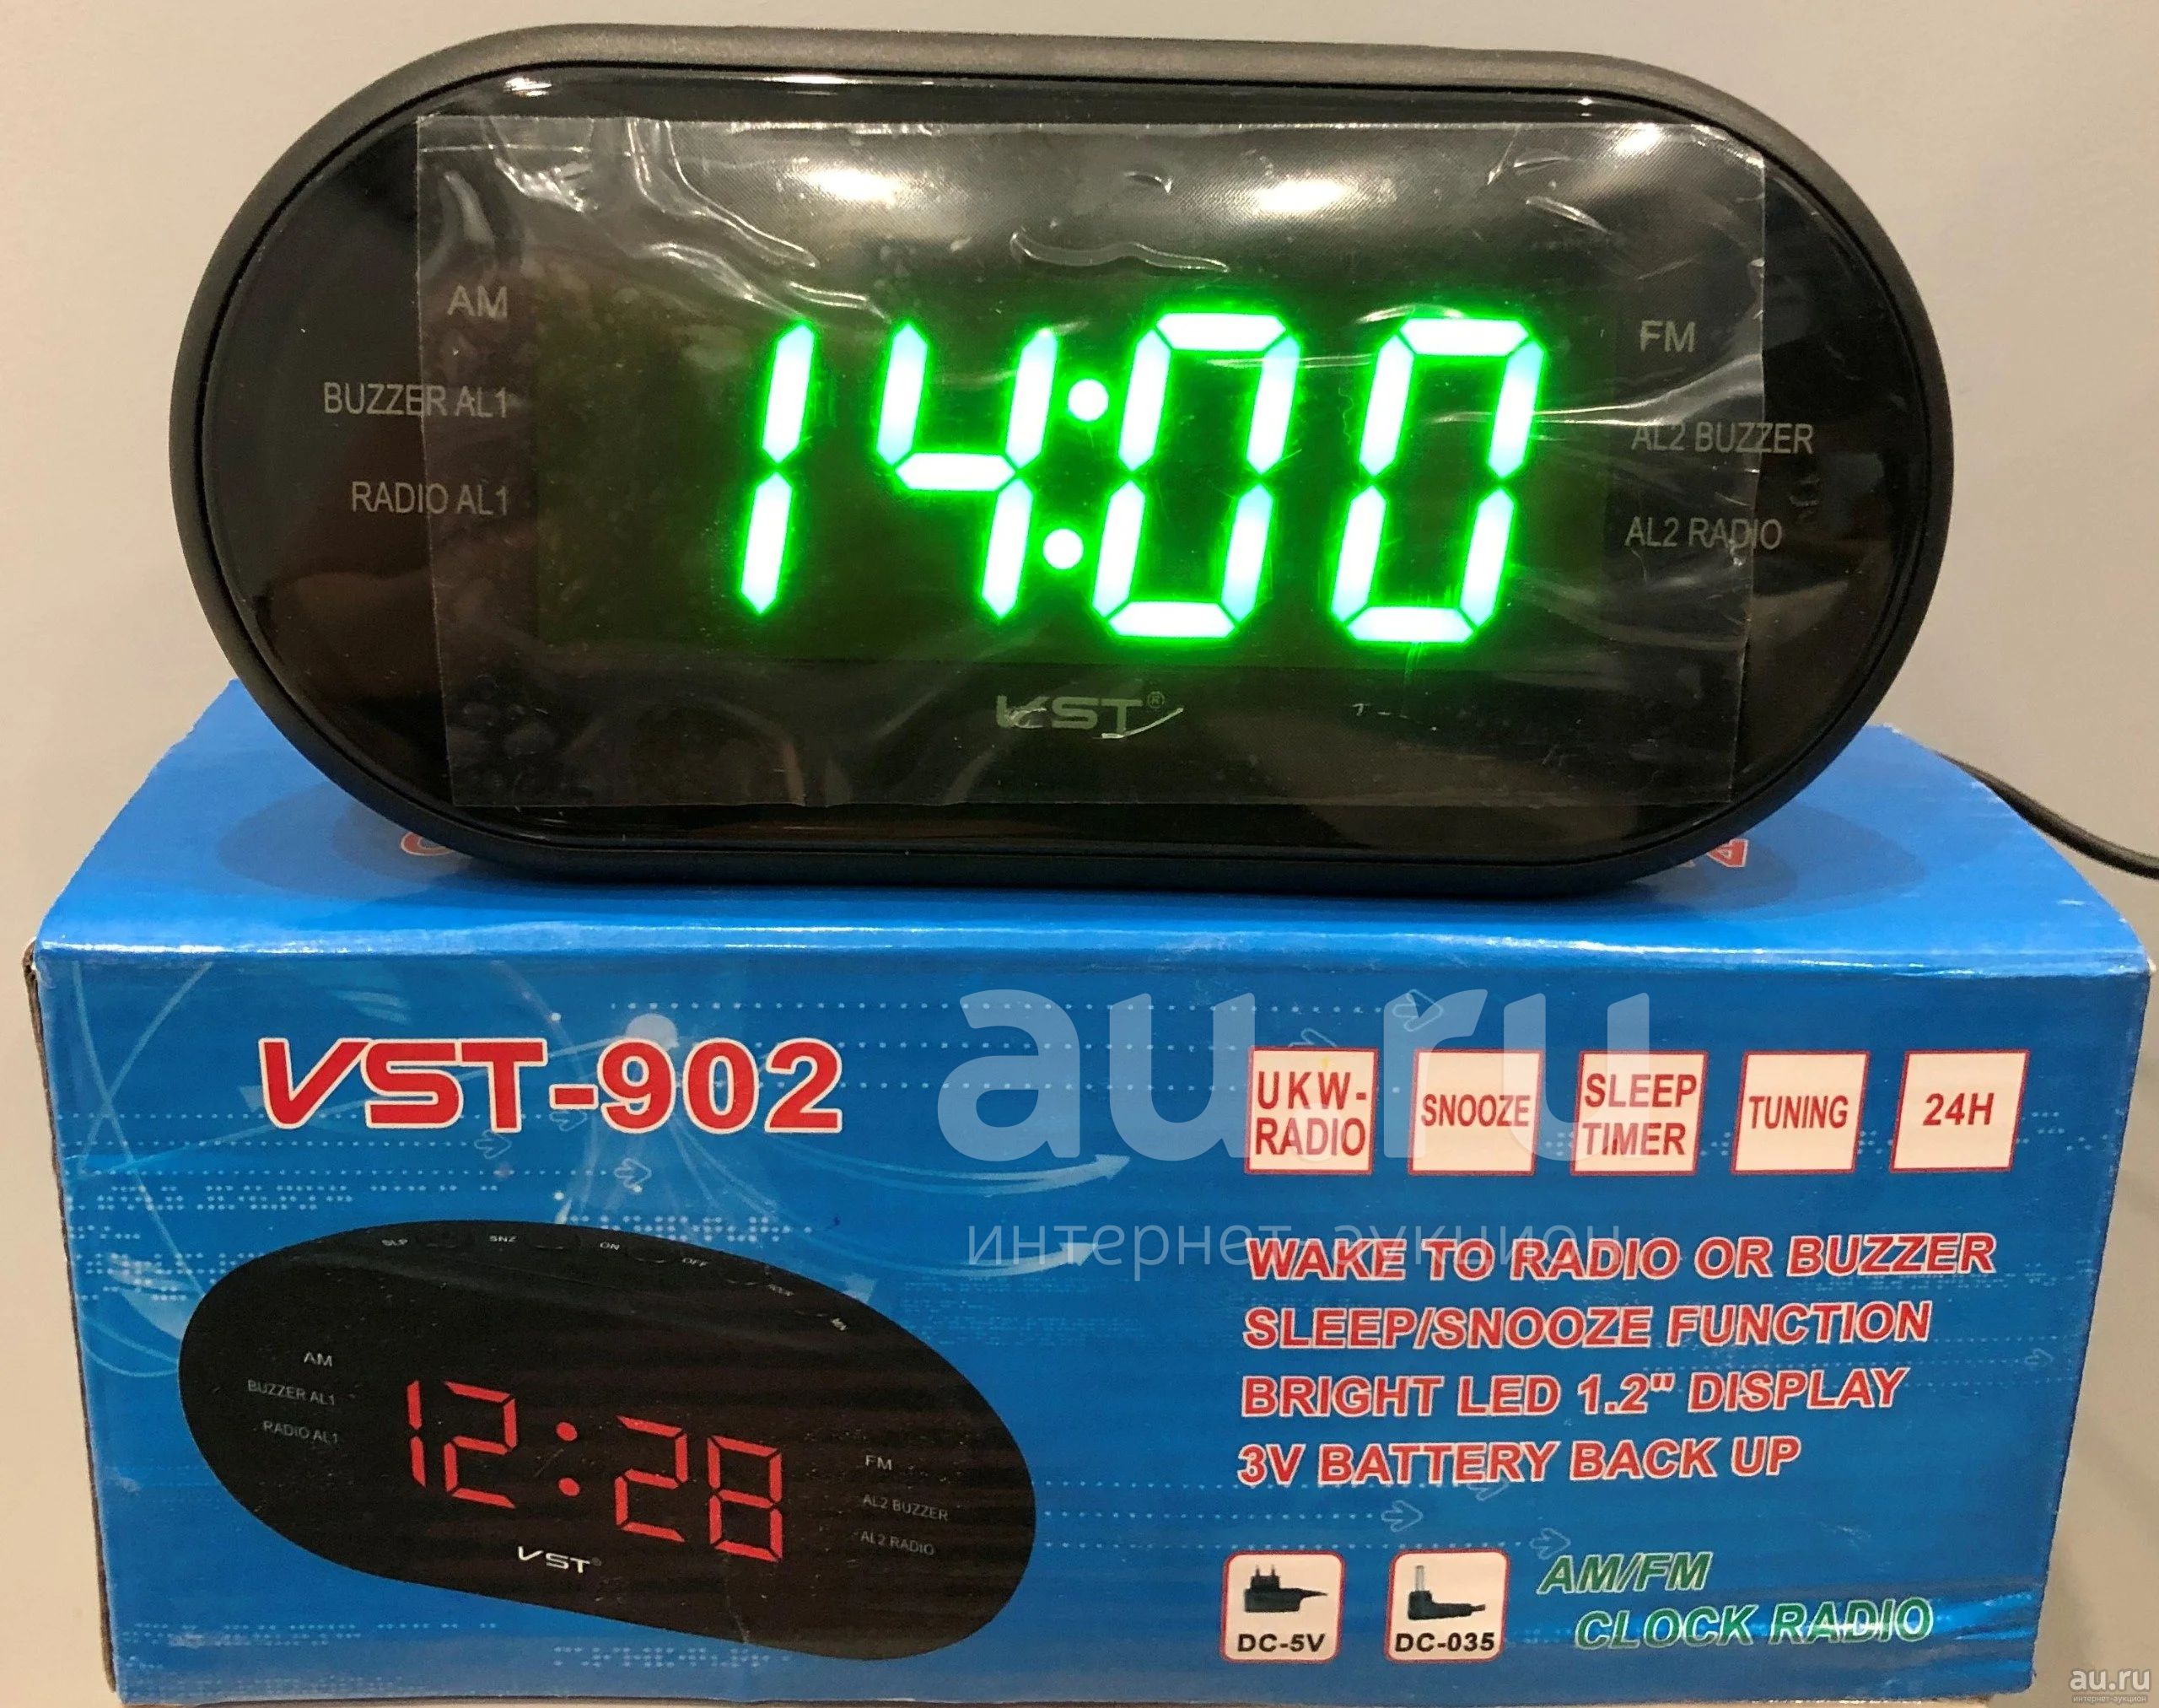 AM
FM
BUZZER AL1
AL2 BUZZER
RADIO AL1
AL2 RADIO
14:00
VST®
VST-902
au.ru
интернет-аукцион
UKW-
RADIO
SNOOZE
SLEEP
TIMER
TUNING
24H
WAKE TO RADIO OR BUZZER
SLEEP/SNOOZE FUNCTION
BRIGHT LED 1.2" DISPLAY
3V BATTERY BACK UP
SLP SNZ ON OFF
AM
BUZZER AL1
RADIO AL1
12:28
FM
AL2 BUZZER
AL2 RADIO
VST®
DC-5V
DC-035
AM/FM
CLOCK RADIO
au.ru
интернет-аукцион